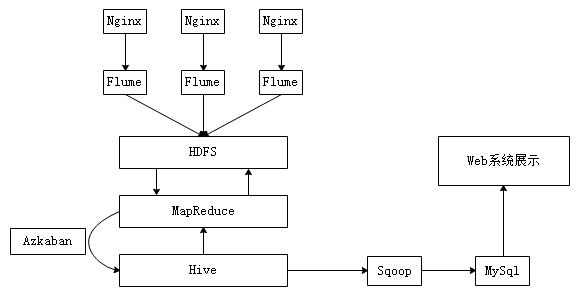 Nginx
Nginx
Nginx
Flume
Flume
Flume
HDFS
Web系统展示
MapReduce
Azkaban
Hive
Sqoop
MySql